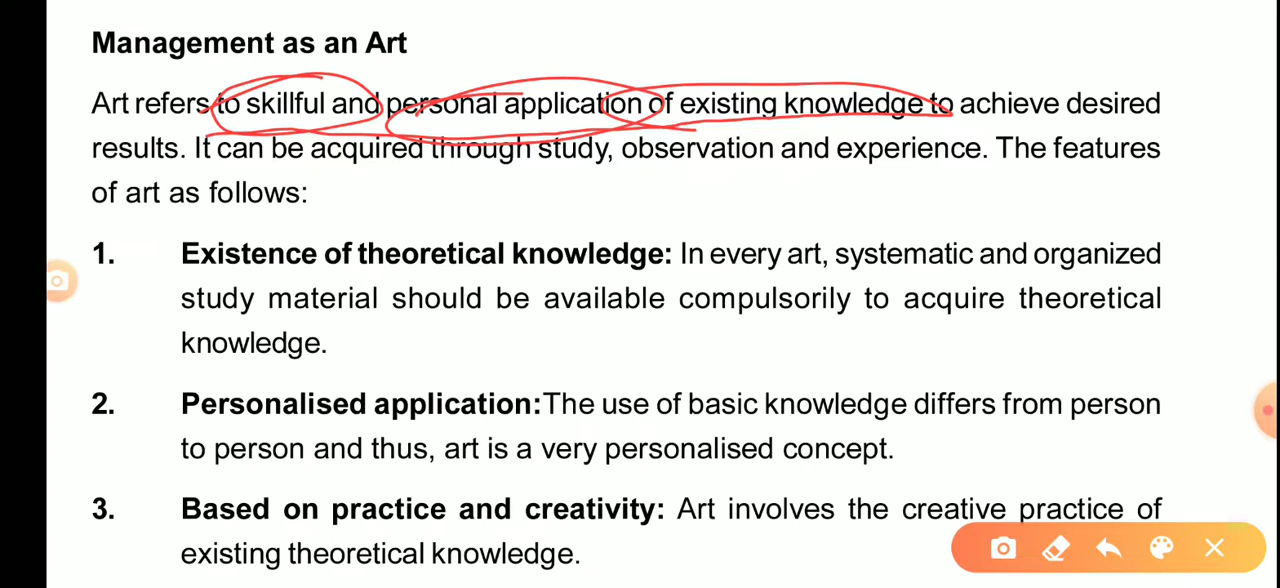 Management as an Art
Art refers to skillful and personal application of existing knowledge to achieve desired
results. It can be acquired through study, observation and experience. The features
of art as follows:
1. Existence of theoretical knowledge: In every art, systematic and organized
study material should be available compulsorily to acquire theoretical
knowledge.
2. Personalised application:The use of basic knowledge differs from person
to person and thus, art is a very personalised concept.
3. Based on practice and creativity: Art involves the creative practice of
existing theoretical knowledge.